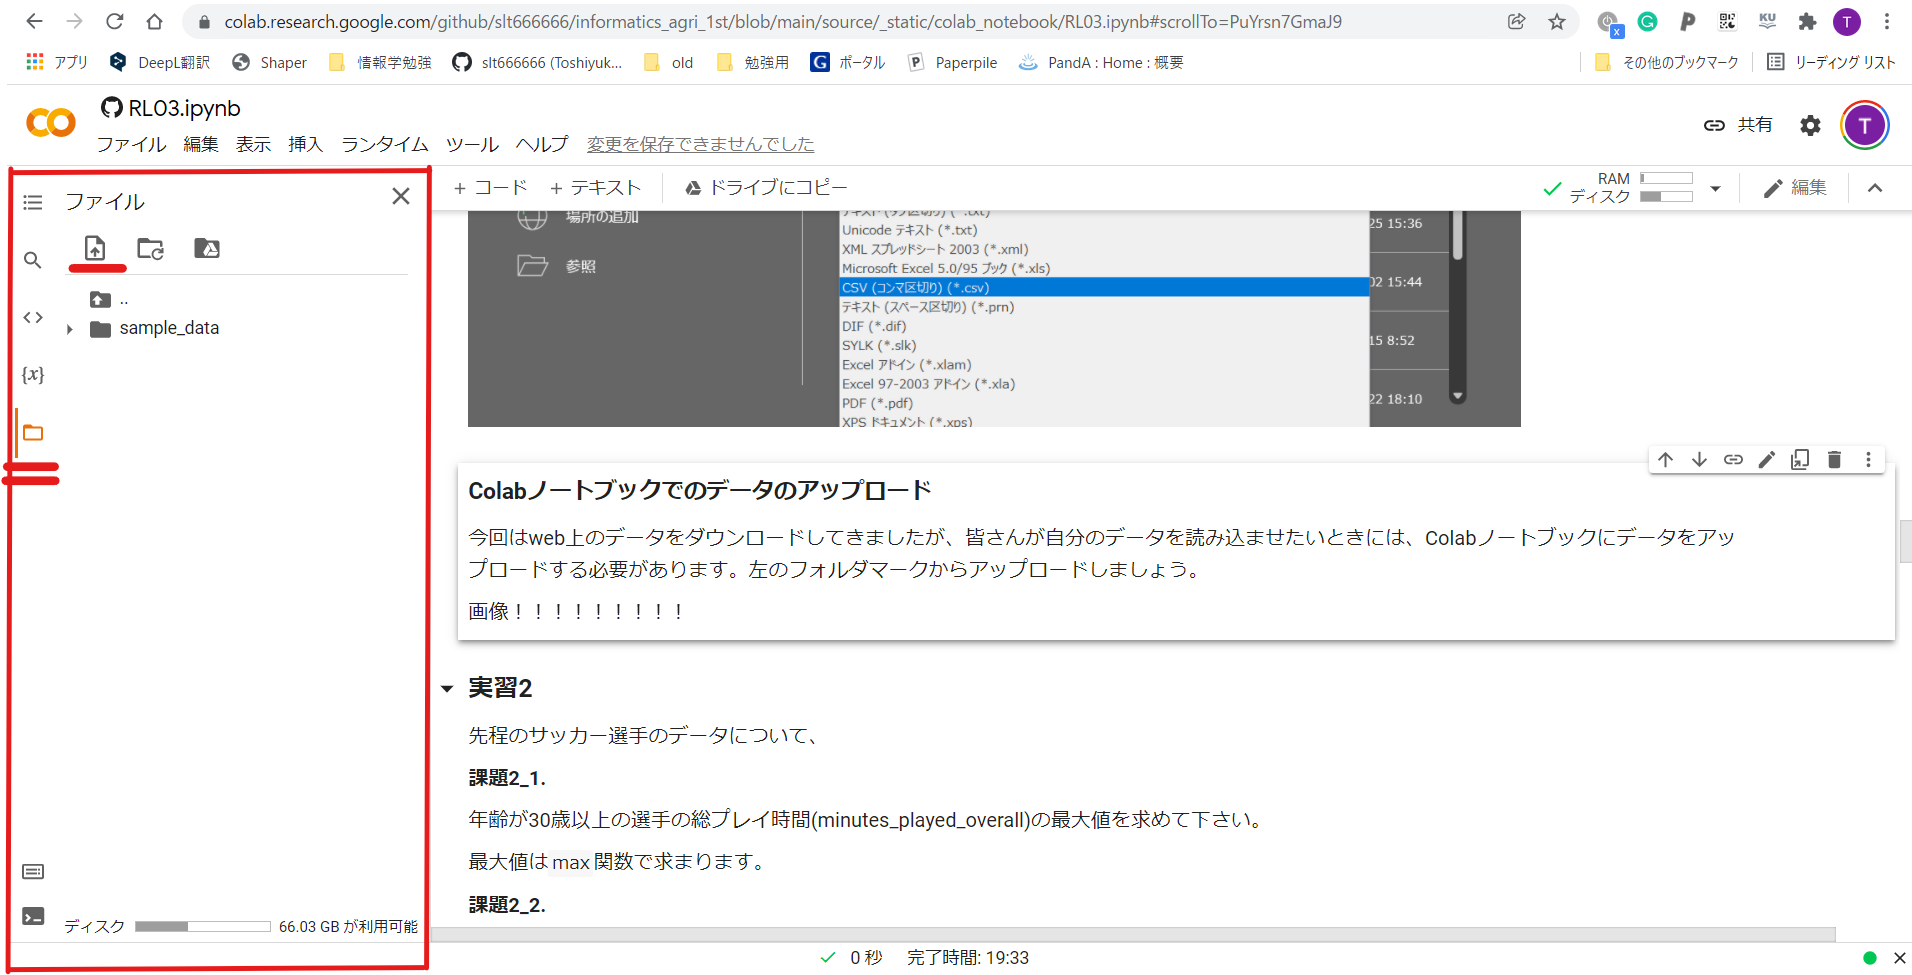 colab.research.google.com/github/slt666666/informatics_agri_1st/blob/main/source/_static/colab_notebook/RL03.ipynb#scrollTo=PuYrsn7GmaJ9
x
G
P
KU
T
アプリ
DeepL翻訳
Shaper
情報学勉強
slt666666 (Toshiyuk...
old
勉強用
G
ポータル
P
Paperpile
PandA : Home : 概要
その他のブックマーク
リーディング リスト
RL03.ipynb
ファイル 編集 表示 挿入 ランタイム ツール ヘルプ 変更を保存できませんでした
共有
T
ファイル
+ コード + テキスト
ドライブにコピー
RAM
ディスク
編集
..
sample_data
{x}
場所の追加
参照
テキスト (タブ区切り) (*.txt)
Unicode テキスト (*.txt)
XML スプレッドシート 2003 (*.xml)
Microsoft Excel 5.0/95 ブック (*.xls)
CSV (コンマ区切り) (*.csv)
テキスト (スペース区切り) (*.prn)
DIF (*.dif)
SYLK (*.slk)
Excel アドイン (*.xlam)
Excel 97-2003 アドイン (*.xla)
PDF (*.pdf)
XPS ドキュメント (*.xps)
25 15:36
02 15:44
15 8:52
22 18:10
Colabノートブックでのデータのアップロード
今回はweb上のデータをダウンロードしてきましたが、皆さんが自分のデータを読み込ませたいときには、Colabノートブックにデータをアッ
プロードする必要があります。左のフォルダマークからアップロードしましょう。
画像！！！！！！！！！
実習2
先程のサッカー選手のデータについて、
課題2_1.
年齢が30歳以上の選手の総プレイ時間(minutes_played_overall)の最大値を求めて下さい。
最大値はmax関数で求まります。
課題2_2.
ディスク
66.03 GB が利用可能
0 秒 完了時間: 19:33